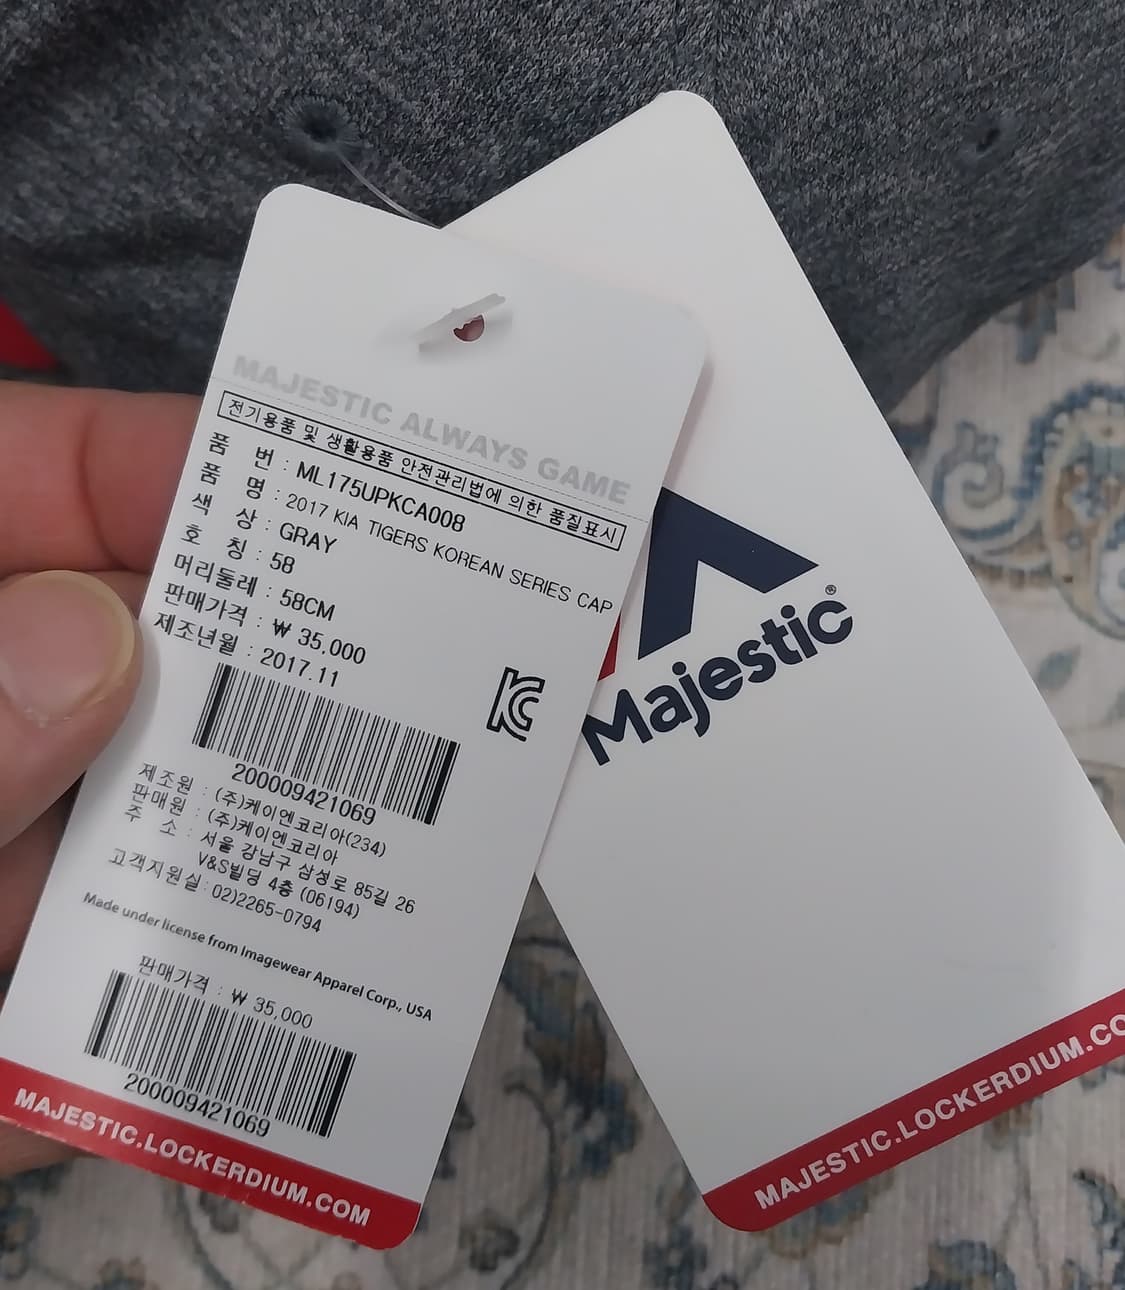 MAJESTIC ALWAYS GAME
전기용품 및 생활용품 안전관리법에 의한 품질표시
품 번 : ML175UPKCA008
품 명 : 2017 KIA TIGERS KOREAN SERIES CAP
색 상 : GRAY
호 칭 : 58
머리둘레 : 58CM
판매가격 : ₩ 35,000
제조년월 : 2017.11
200009421069
제조원 : (주)케이엔코리아(234)
판매원 : (주)케이엔코리아
주 소 : 서울 강남구 삼성로 85길 26
V&S빌딩 4층 (06194)
고객지원실 : 02)2265-0794
Made under license from Imagewear Apparel Corp., USA
판매가격 : ₩ 35,000
200009421069
MAJESTIC.LOCKERDIUM.COM
Majestic®
MAJESTIC.LOCKERDIUM.CO